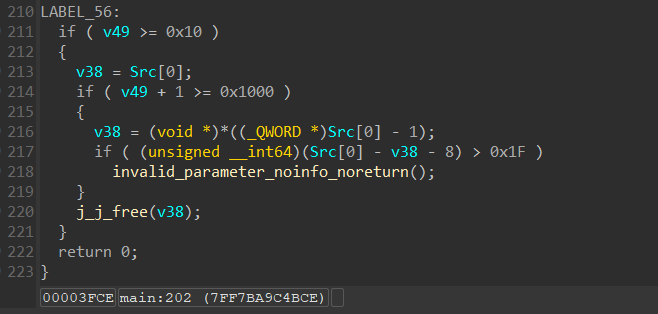 210 LABEL_56:
211   if ( v49 >= 0x10 )
212   {
213     v38 = Src[0];
214     if ( v49 + 1 >= 0x1000 )
215     {
216       v38 = (void *)*((_QWORD *)Src[0] - 1);
217       if ( (unsigned __int64)(Src[0] - v38 - 8) > 0x1F )
218         invalid_parameter_noinfo_noreturn();
219     }
220     j_j_free(v38);
221   }
222   return 0;
223 }
00003FCE main:202 (7FF7BA9C4BCE)